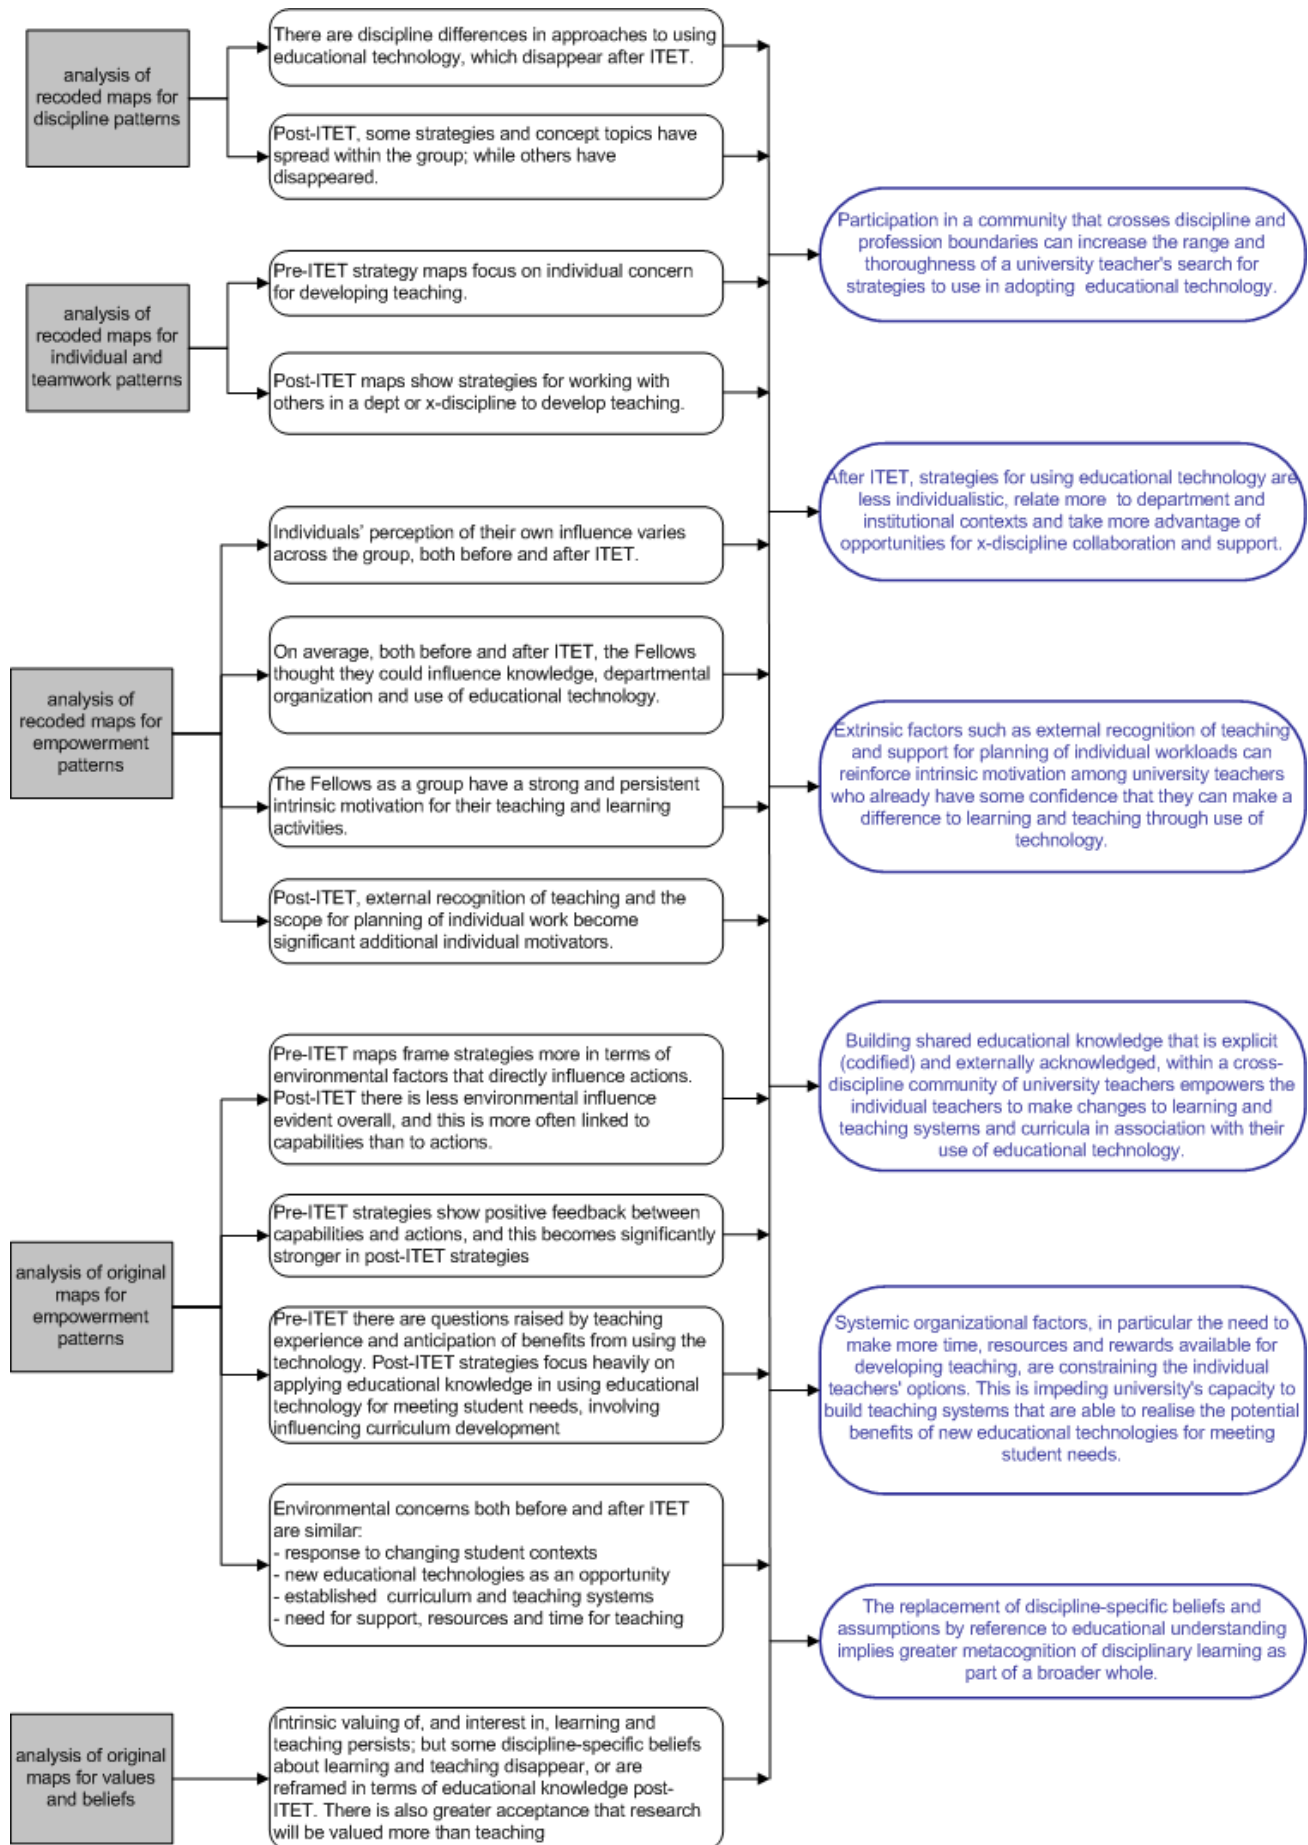 analysis of
recoded maps for
discipline patterns
There are discipline differences in approaches to using
educational technology, which disappear after ITET.
Post-ITET, some strategies and concept topics have
spread within the group; while others have
disappeared.
analysis of
recoded maps for
individual and
teamwork patterns
Pre-ITET strategy maps focus on individual concern
for developing teaching.
Post-ITET maps show strategies for working with
others in a dept or x-discipline to develop teaching.
analysis of
recoded maps for
empowerment
patterns
Individuals' perception of their own influence varies
across the group, both before and after ITET.
On average, both before and after ITET, the Fellows
thought they could influence knowledge, departmental
organization and use of educational technology.
The Fellows as a group have a strong and persistent
intrinsic motivation for their teaching and learning
activities.
Post-ITET, external recognition of teaching and the
scope for planning of individual work become
significant additional individual motivators.
analysis of original
maps for
empowerment
patterns
Pre-ITET maps frame strategies more in terms of
environmental factors that directly influence actions.
Post-ITET there is less environmental influence
evident overall, and this is more often linked to
capabilities than to actions.
Pre-ITET strategies show positive feedback between
capabilities and actions, and this becomes significantly
stronger in post-ITET strategies
Pre-ITET there are questions raised by teaching
experience and anticipation of benefits from using the
technology. Post-ITET strategies focus heavily on
applying educational knowledge in using educational
technology for meeting student needs, involving
influencing curriculum development
Environmental concerns both before and after ITET
are similar:
- response to changing student contexts
- new educational technologies as an opportunity
- established curriculum and teaching systems
- need for support, resources and time for teaching
analysis of original
maps for values
and beliefs
Intrinsic valuing of, and interest in, learning and
teaching persists; but some discipline-specific beliefs
about learning and teaching disappear, or are
reframed in terms of educational knowledge post-
ITET. There is also greater acceptance that research
will be valued more than teaching
Participation in a community that crosses discipline and
profession boundaries can increase the range and
thoroughness of a university teacher's search for
strategies to use in adopting educational technology.
After ITET, strategies for using educational technology are
less individualistic, relate more to department and
institutional contexts and take more advantage of
opportunities for x-discipline collaboration and support.
Extrinsic factors such as external recognition of teaching
and support for planning of individual workloads can
reinforce intrinsic motivation among university teachers
who already have some confidence that they can make a
difference to learning and teaching through use of
technology.
Building shared educational knowledge that is explicit
(codified) and externally acknowledged, within a cross-
discipline community of university teachers empowers the
individual teachers to make changes to learning and
teaching systems and curricula in association with their
use of educational technology.
Systemic organizational factors, in particular the need to
make more time, resources and rewards available for
developing teaching, are constraining the individual
teachers' options. This is impeding university's capacity to
build teaching systems that are able to realise the potential
benefits of new educational technologies for meeting
student needs.
The replacement of discipline-specific beliefs and
assumptions by reference to educational understanding
implies greater metacognition of disciplinary learning as
part of a broader whole.